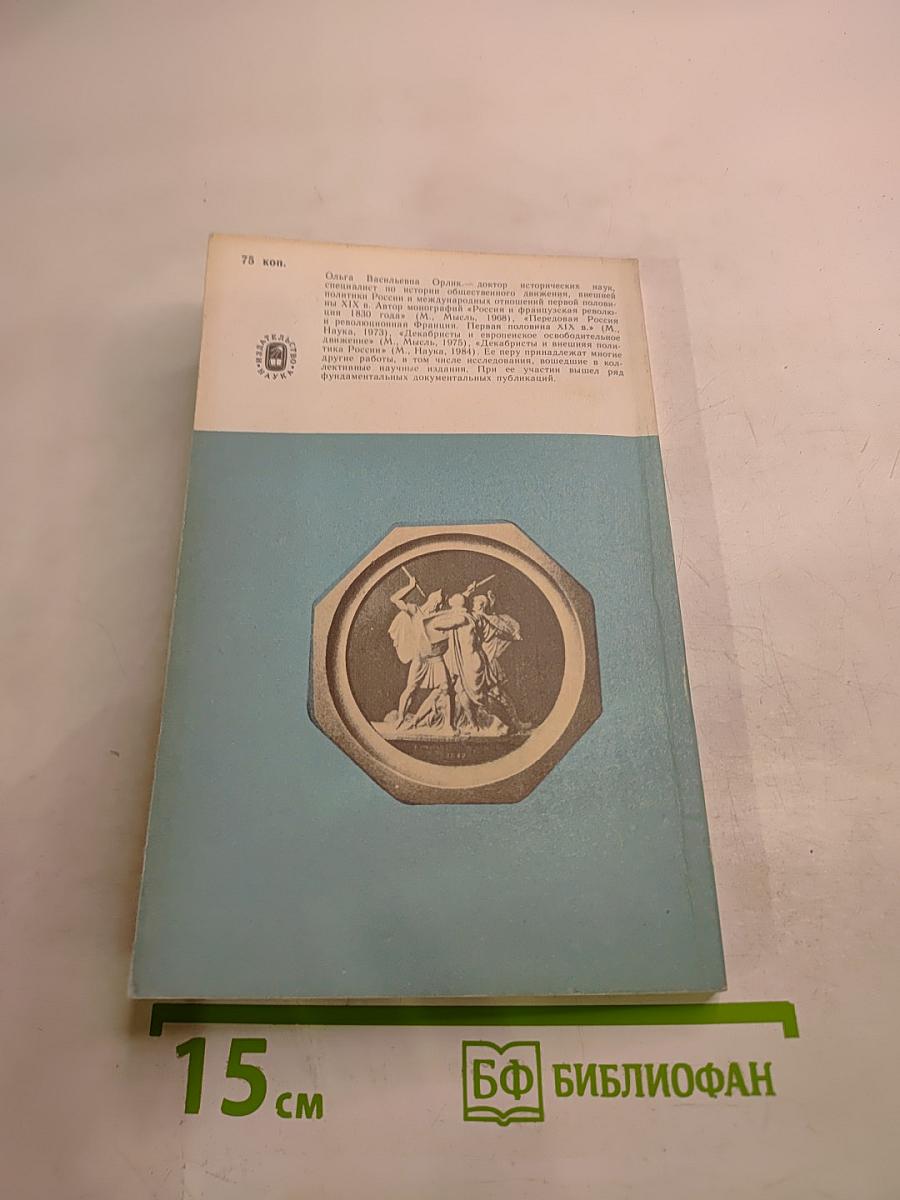 75 коп.
Ольга Васильевна Орлик — доктор исторических наук,
специалист по истории общественного движения, внешней
политики России и международных отношений первой полови-
ны XIX в. Автор монографий «Россия и французская револю-
ция 1830 года» (М., Мысль, 1968), «Передовая Россия
и революционная Франция. Первая половина XIX в.» (М.,
Наука, 1973), «Декабристы и европейское освободительное
движение» (М., Мысль, 1975), «Декабристы и внешняя поли-
тика России» (М., Наука, 1984). Ее перу принадлежат многие
другие работы, в том числе исследования, вошедшие в кол-
лективные научные издания. При ее участии вышел ряд
фундаментальных документальных публикаций.
ИЗДАТЕЛЬСТВО
НАУКА
15 см
БФ БИБЛИОФАН